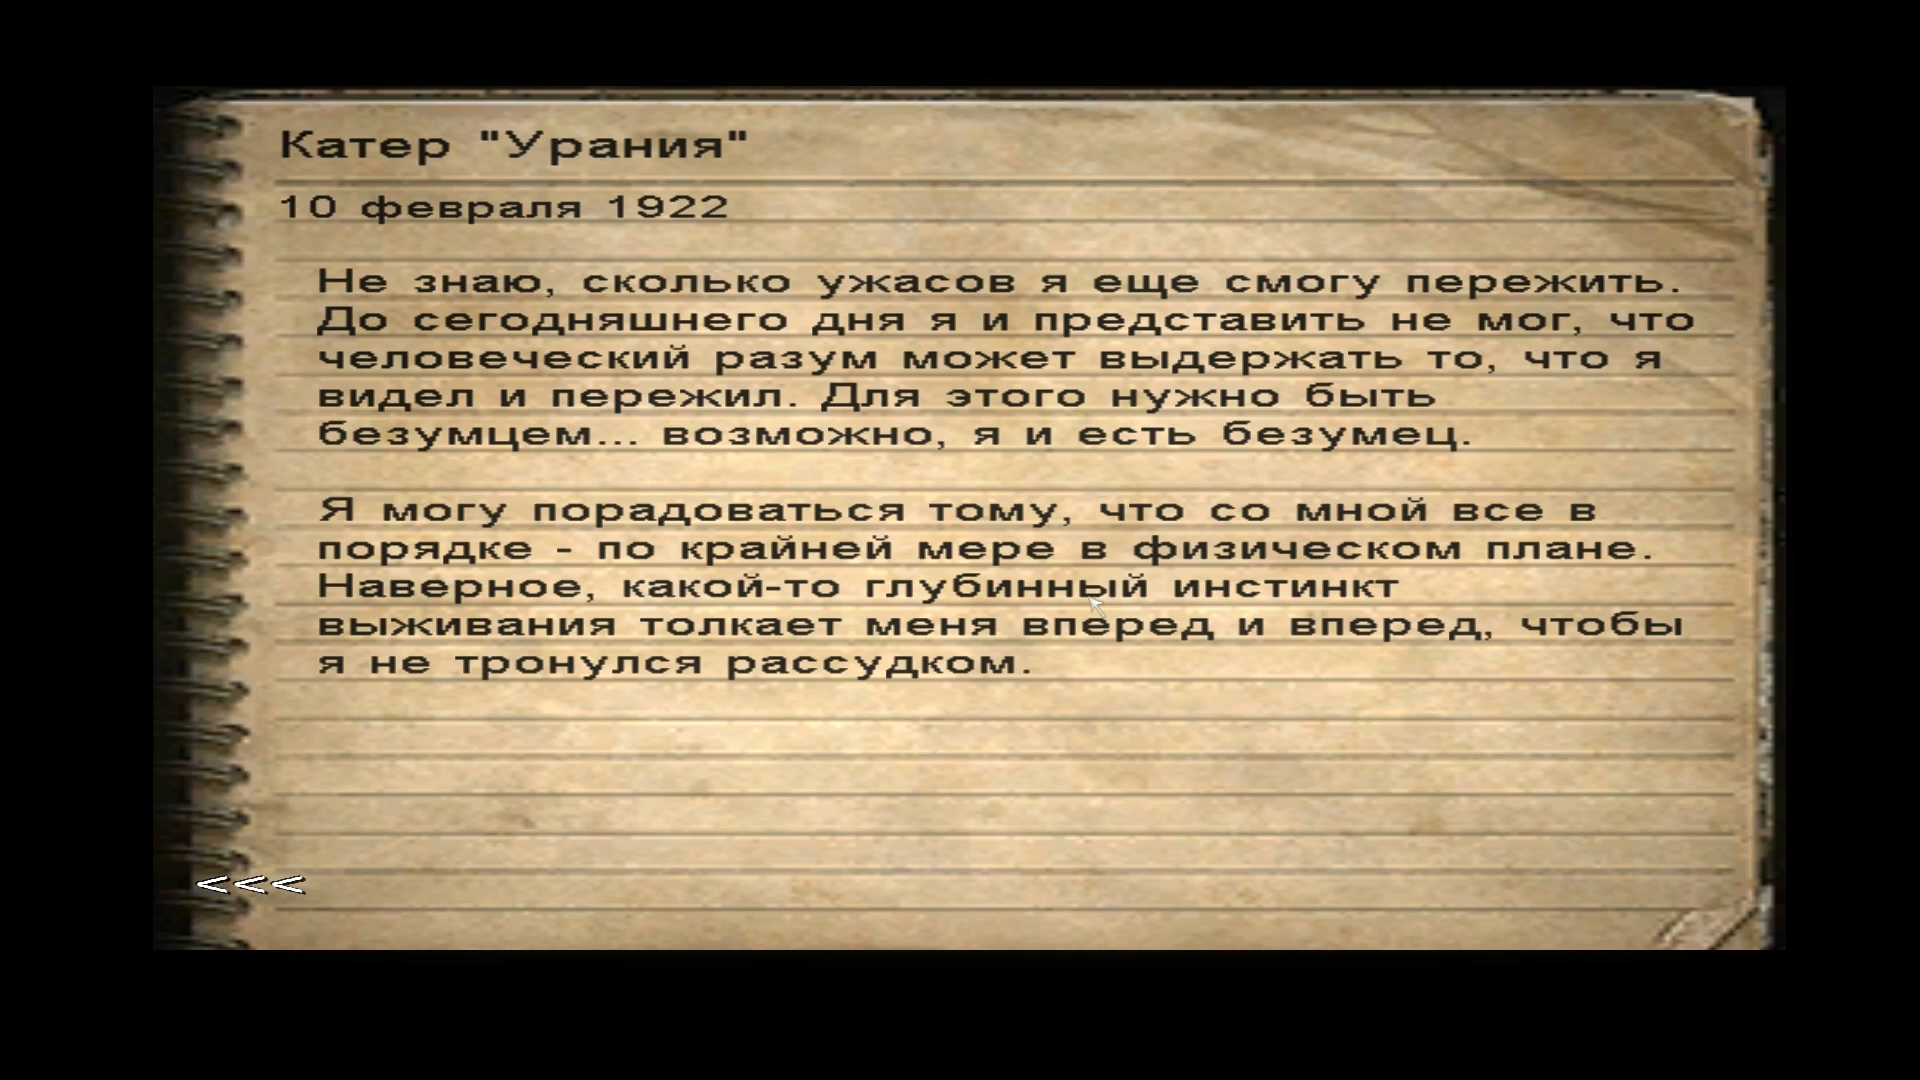 Катер "Урания"
10 февраля 1922
Не знаю, сколько ужасов я еще смогу пережить.
До сегодняшнего дня я и представить не мог, что
человеческий разум может выдержать то, что я
видел и пережил. Для этого нужно быть
безумцем... возможно, я и есть безумец.
Я могу порадоваться тому, что со мной все в
порядке - по крайней мере в физическом плане.
Наверное, какой-то глубинный инстинкт
выживания толкает меня вперед и вперед, чтобы
я не тронулся рассудком.
<<<